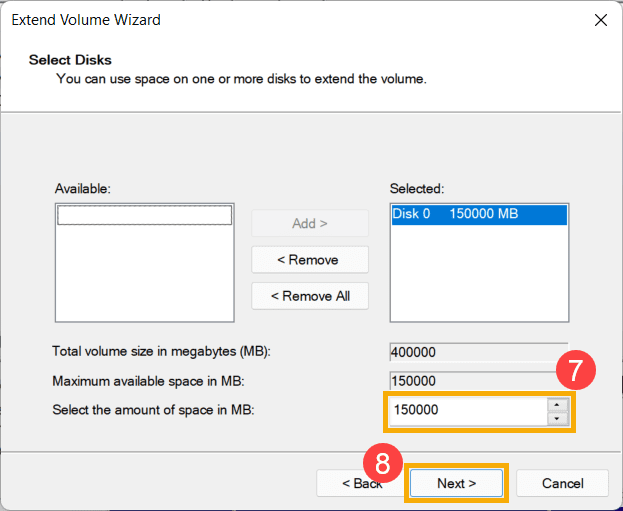 Extend Volume Wizard
Select Disks
You can use space on one or more disks to extend the volume.
Available:
Selected:
Disk 0 150000 MB
Add >
< Remove
< Remove All
Total volume size in megabytes (MB): 400000
Maximum available space in MB: 150000
7
Select the amount of space in MB: 150000
8
< Back
Next >
Cancel